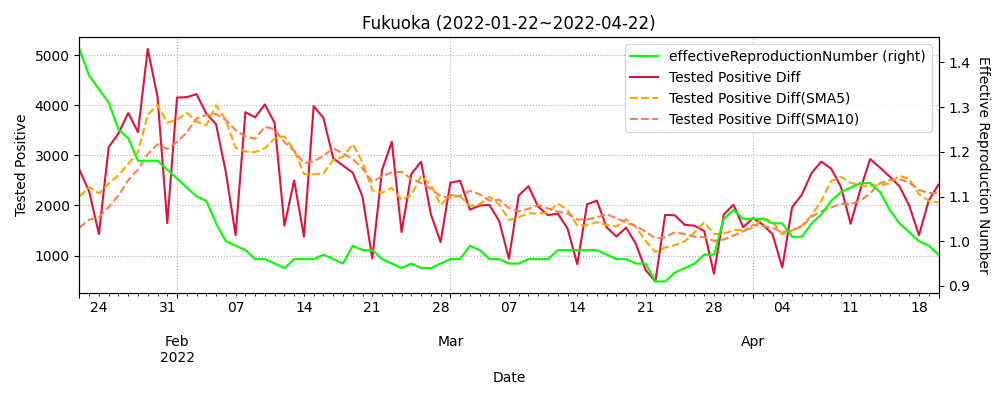 Fukuoka (2022-01-22~2022-04-22)
effectiveReproductionNumber (right)
Tested Positive Diff
Tested Positive Diff(SMA5)
Tested Positive Diff(SMA10)
Tested Positive
5000
4000
3000
2000
1000
Effective Reproduction Number
1.4
1.3
1.2
1.1
1.0
0.9
24 31 07 14 21 28 07 14 21 28 04 11 18
Feb Mar Apr
2022
Date